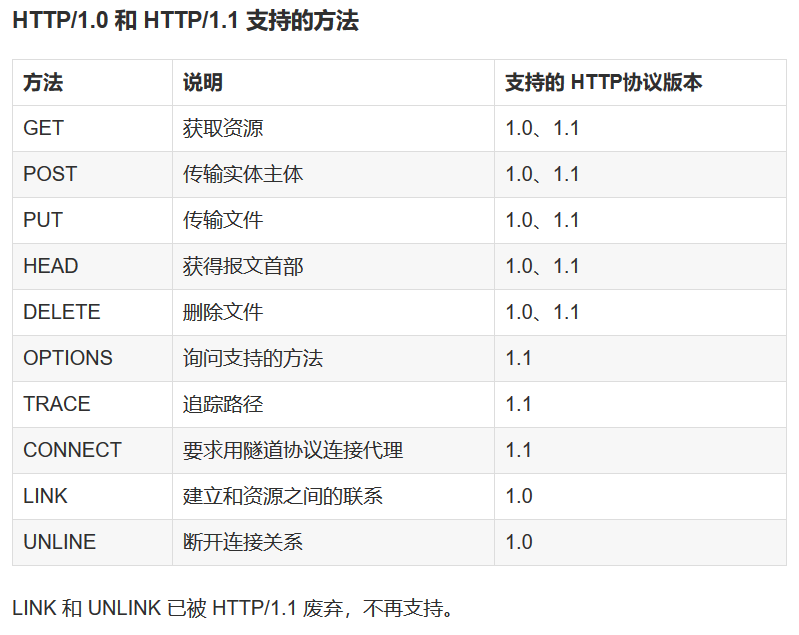 HTTP/1.0 和 HTTP/1.1 支持的方法
方法 说明 支持的 HTTP协议版本
GET 获取资源 1.0、1.1
POST 传输实体主体 1.0、1.1
PUT 传输文件 1.0、1.1
HEAD 获得报文首部 1.0、1.1
DELETE 删除文件 1.0、1.1
OPTIONS 询问支持的方法 1.1
TRACE 追踪路径 1.1
CONNECT 要求用隧道协议连接代理 1.1
LINK 建立和资源之间的联系 1.0
UNLINE 断开连接关系 1.0
LINK 和 UNLINK 已被 HTTP/1.1 废弃，不再支持。